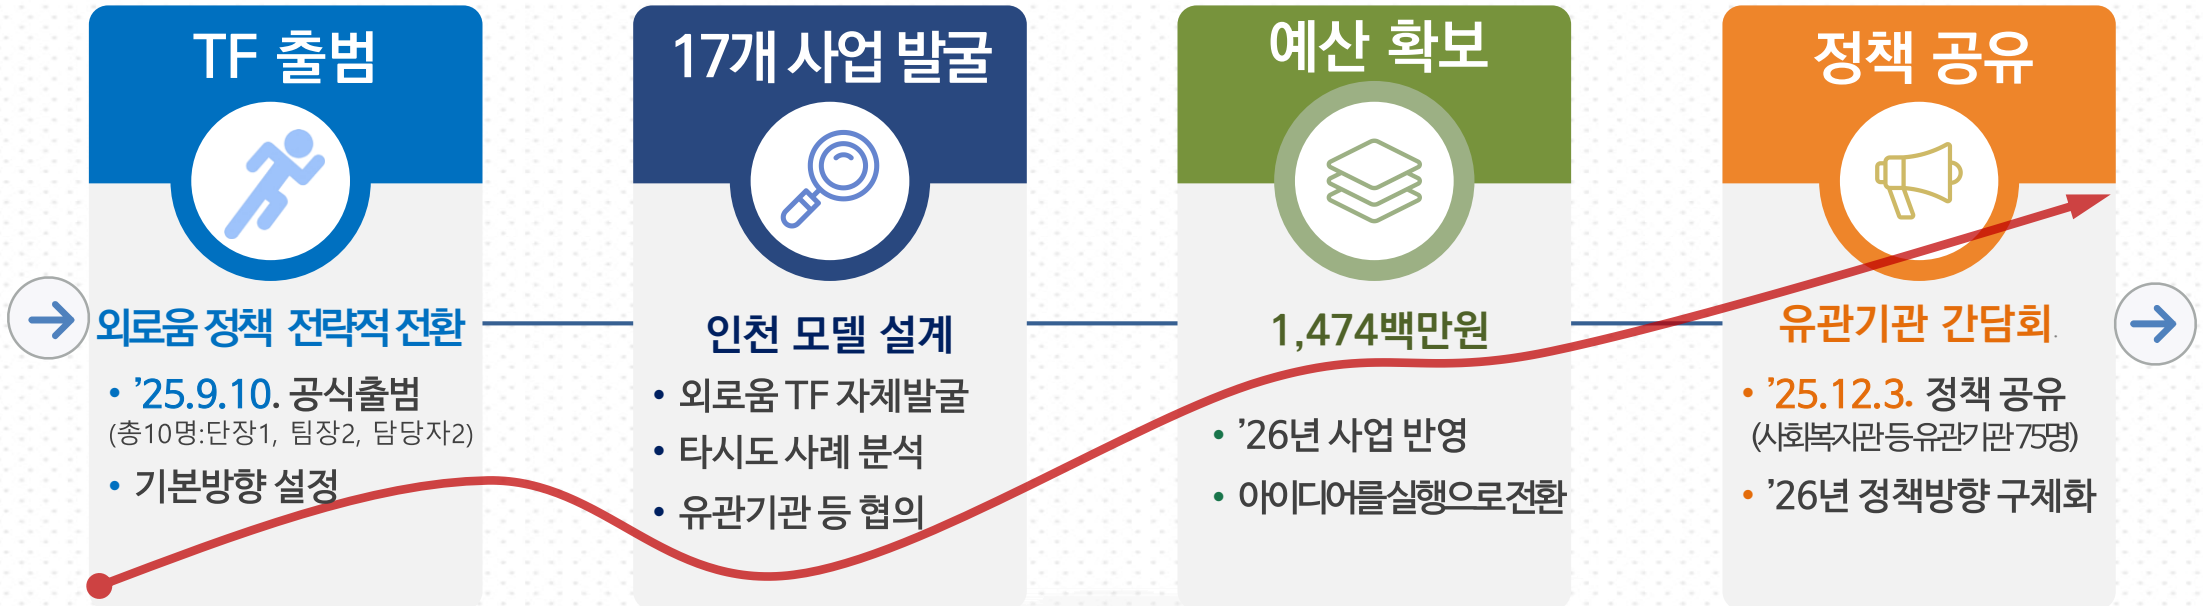 TF 출범
외로움 정책 전략적 전환
• ’25.9.10. 공식출범
(총10명:단장1, 팀장2, 담당자2)
• 기본방향 설정
17개 사업 발굴
인천 모델 설계
• 외로움 TF 자체발굴
• 타시도 사례 분석
• 유관기관 등 협의
예산 확보
1,474백만원
• ’26년 사업 반영
• 아이디어를 실행으로 전환
정책 공유
유관기관 간담회.
• ’25.12.3. 정책 공유
(사회복지관 등 유관기관 75명)
• ’26년 정책방향 구체화